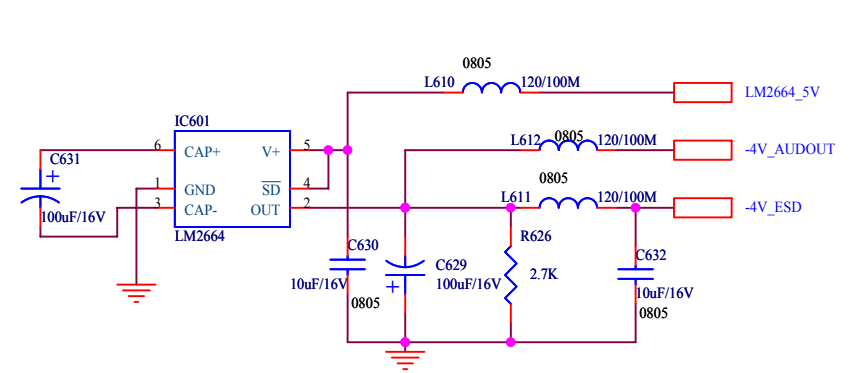 0805
L610 120/100M LM2664_5V
IC601
L612 0805 120/100M -4V_AUDOUT
6 CAP+ V+ 5
C631
+
1 GND SD 4
3 CAP- OUT 2
100uF/16V
LM2664
0805
L611 120/100M -4V_ESD
R626
C630
C629
C632
2.7K
10uF/16V
+ 100uF/16V
10uF/16V
0805
0805